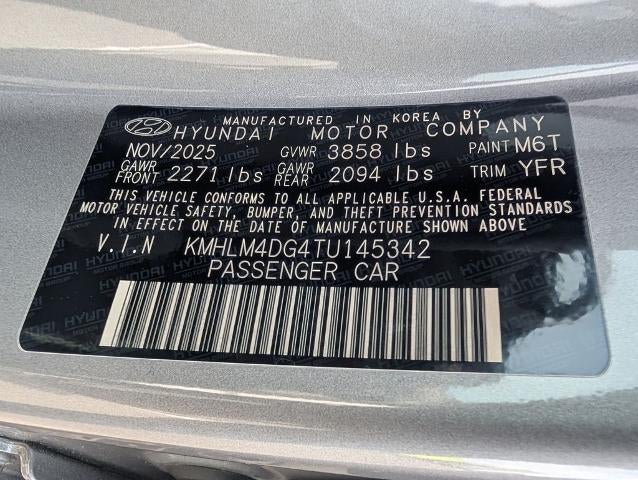 MANUFACTURED IN KOREA BY
HYUNDAI MOTOR COMPANY
NOV/2025 GVWR 3858 lbs PAINT M6T
GAWR FRONT 2271 lbs GAWR REAR 2094 lbs TRIM YFR
THIS VEHICLE CONFORMS TO ALL APPLICABLE U.S.A. FEDERAL
MOTOR VEHICLE SAFETY, BUMPER, AND THEFT PREVENTION STANDARDS
IN EFFECT ON THE DATE OF MANUFACTURE SHOWN ABOVE.
V.I.N KMHLM4DG4TU145342
PASSENGER CAR